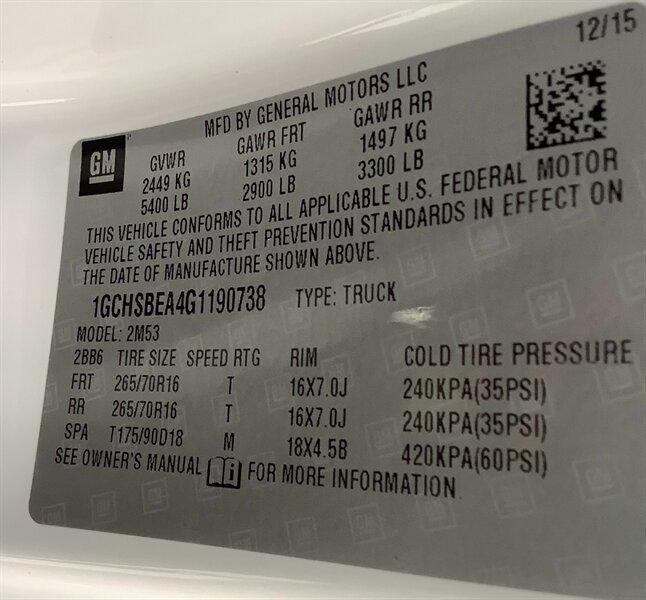 12/15
MFD BY GENERAL MOTORS LLC
GM
GVWR GAWR FRT GAWR RR
2449 KG 1315 KG 1497 KG
5400 LB 2900 LB 3300 LB
THIS VEHICLE CONFORMS TO ALL APPLICABLE U.S. FEDERAL MOTOR
VEHICLE SAFETY AND THEFT PREVENTION STANDARDS IN EFFECT ON
THE DATE OF MANUFACTURE SHOWN ABOVE.
1GCHSBEA4G1190738 TYPE: TRUCK
MODEL: 2M53
2BB6 TIRE SIZE SPEED RTG RIM COLD TIRE PRESSURE
FRT 265/70R16 T 16X7.0J 240KPA(35PSI)
RR 265/70R16 T 16X7.0J 240KPA(35PSI)
SPA T175/90D18 M 18X4.5B 420KPA(60PSI)
SEE OWNER'S MANUAL i FOR MORE INFORMATION.